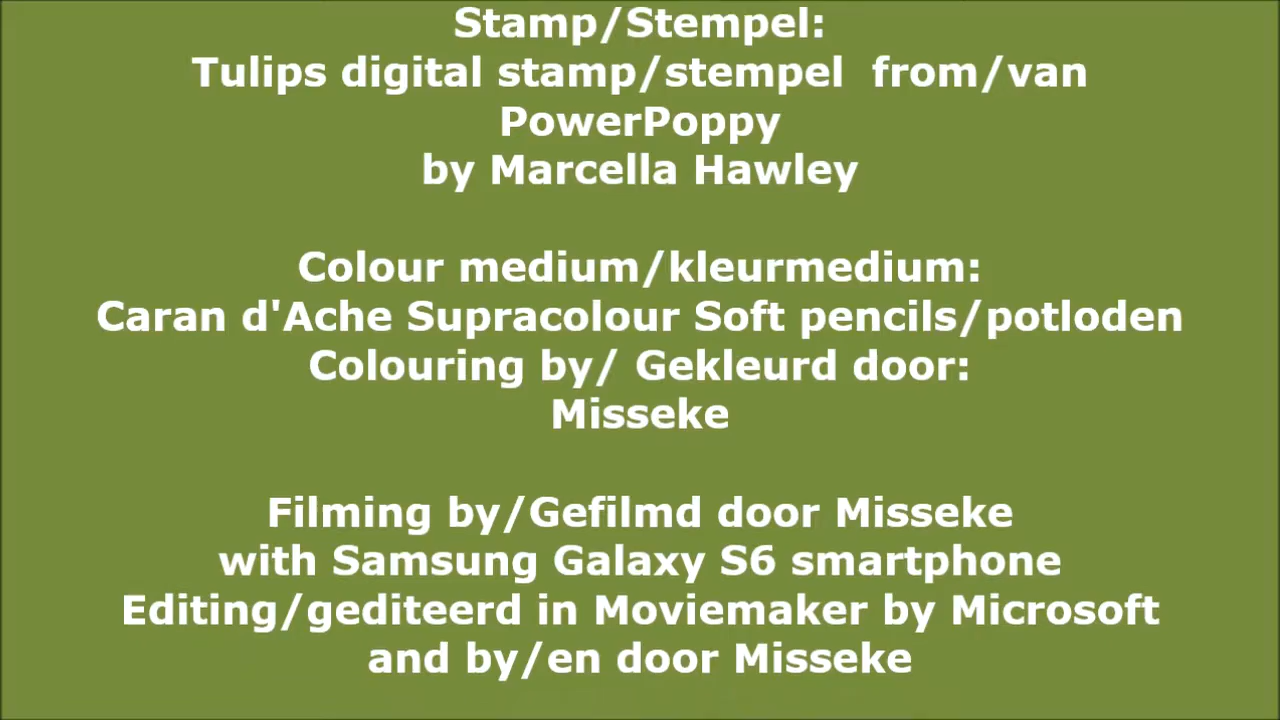 Stamp/Stempel:
Tulips digital stamp/stempel  from/van
PowerPoppy
by Marcella Hawley
Colour medium/kleurmedium:
Caran d'Ache Supracolour Soft pencils/potloden
Colouring by/ Gekleurd door:
Misseke
Filming by/Gefilmd door Misseke
with Samsung Galaxy S6 smartphone
Editing/gediteerd in Moviemaker by Microsoft
and by/en door Misseke